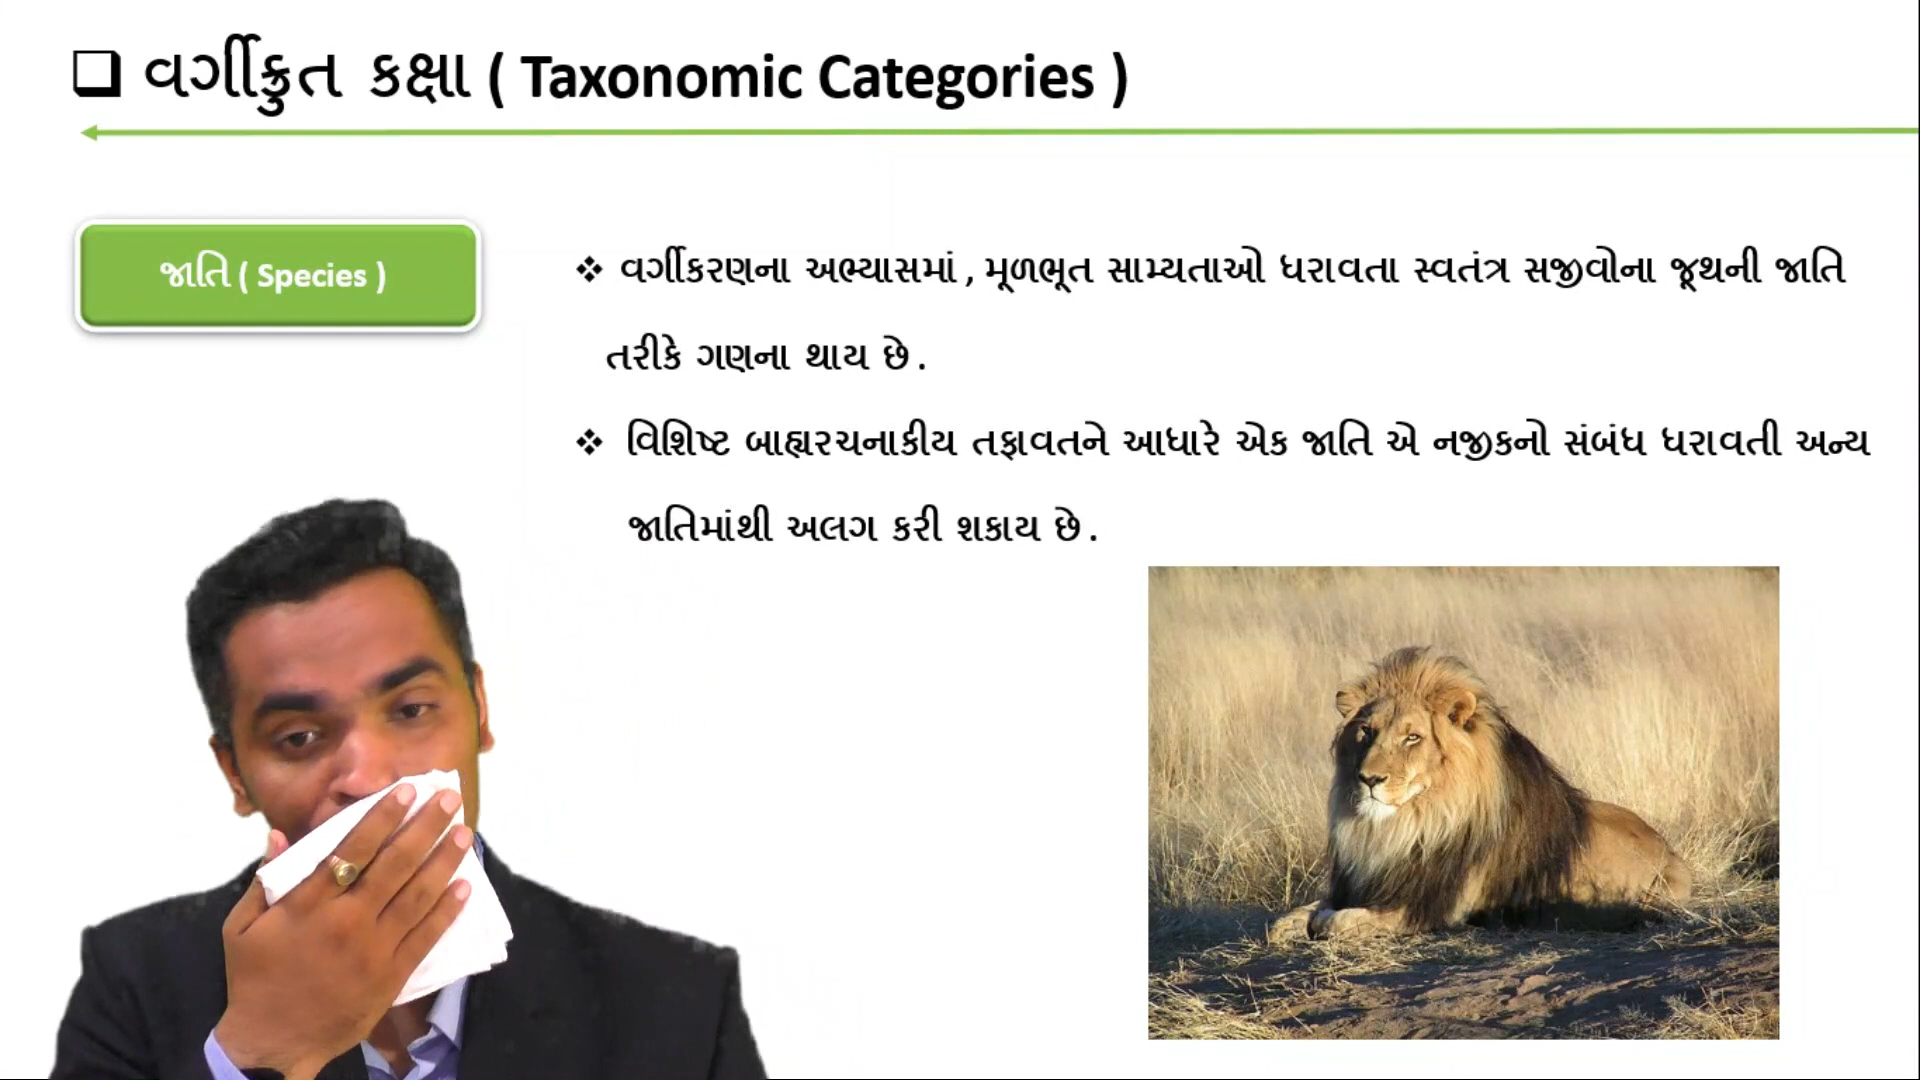 વર્ગીક્રુત કક્ષા ( Taxonomic Categories )
જાતિ ( Species )
વર્ગીકરણના અભ્યાસમાં , મૂળભૂત સામ્યતાઓ ધરાવતા સ્વતંત્ર સજીવોના જૂથની જાતિ
તરીકે ગણના થાય છે .
વિશિષ્ટ બાહ્યરચનાકીય તફાવતને આધારે એક જાતિ એ નજીકનો સંબંધ ધરાવતી અન્ય
જાતિમાંથી અલગ કરી શકાય છે .